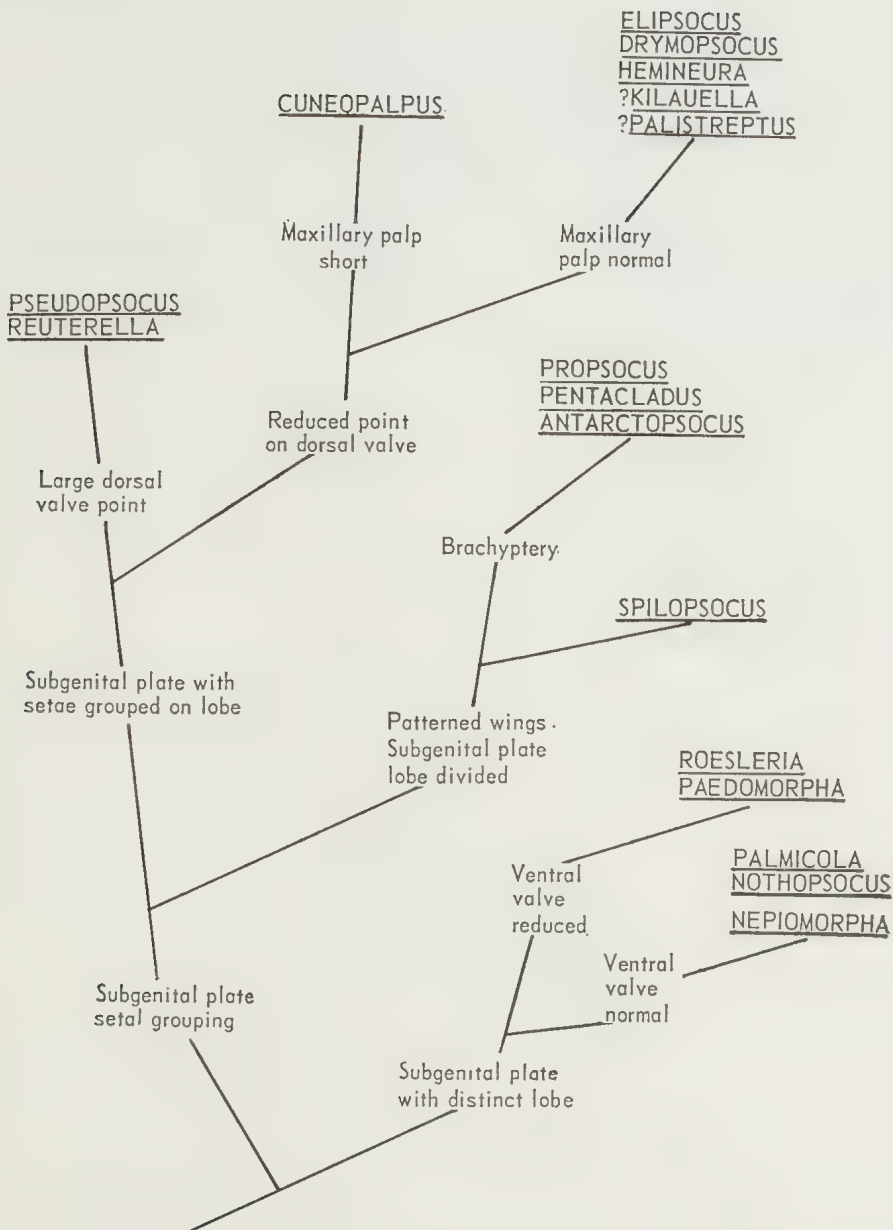 ELIPSOCUS
DRYMOPSOCUS
HEMINEURA
?KILAUELLA
?PALISTREPTUS
CUNEOPALPUS.
Maxillary palp
short
Maxillary
palp normal
PSEUDOPSOCUS
REUTERELLA
PROPSOCUS
PENTACLADUS
ANTARCTOPSOCUS
Reduced point
on dorsal valve
Large dorsal
valve point
Brachyptery.
SPILOPSOCUS
Subgenital plate with
setae grouped on lobe
Patterned wings.
Subgenital plate
lobe divided
ROESLERIA
PAEDOMORPHA
Ventral
valve
reduced.
PALMICOLA
NOTHOPSOCUS
NEPIOMORPHA
Ventral
valve
normal
Subgenital plate
setal grouping
Subgenital plate
with distinct lobe